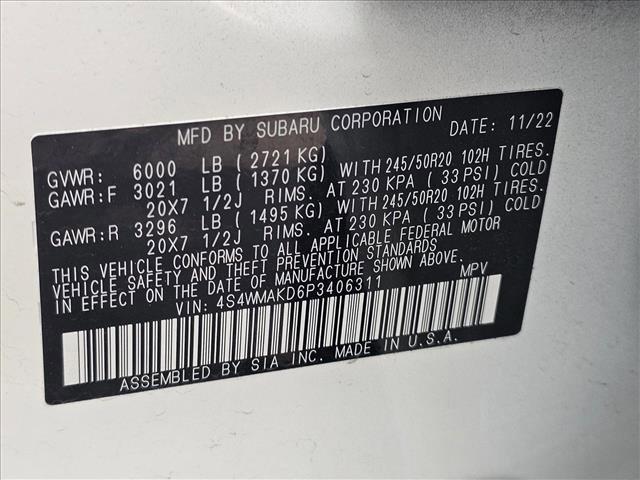 MFD BY SUBARU CORPORATION DATE: 11/22
GVWR: 6000 LB ( 2721 KG)
GAWR:F 3021 LB ( 1370 KG) WITH 245/50R20 102H TIRES.
20X7 1/2J RIMS. AT 230 KPA ( 33 PSI) COLD
GAWR:R 3296 LB ( 1495 KG) WITH 245/50R20 102H TIRES.
20X7 1/2J RIMS. AT 230 KPA ( 33 PSI) COLD
THIS VEHICLE CONFORMS TO ALL APPLICABLE FEDERAL MOTOR
VEHICLE SAFETY AND THEFT PREVENTION STANDARDS
IN EFFECT ON THE DATE OF MANUFACTURE SHOWN ABOVE.
VIN: 4S4WMAKD6P3406311 MPV
ASSEMBLED BY SIA INC. MADE IN U.S.A.